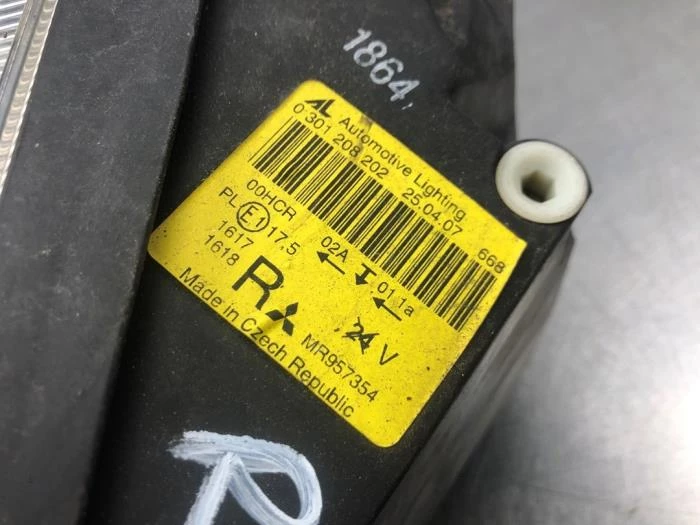 1864
AL Automotive Lighting
0 301 208 202 25.04.07 668
00HCR 02A 01.1a
PL E1 17,5
1617
1618
R 24 V
MR957354
Made in Czech Republic
R